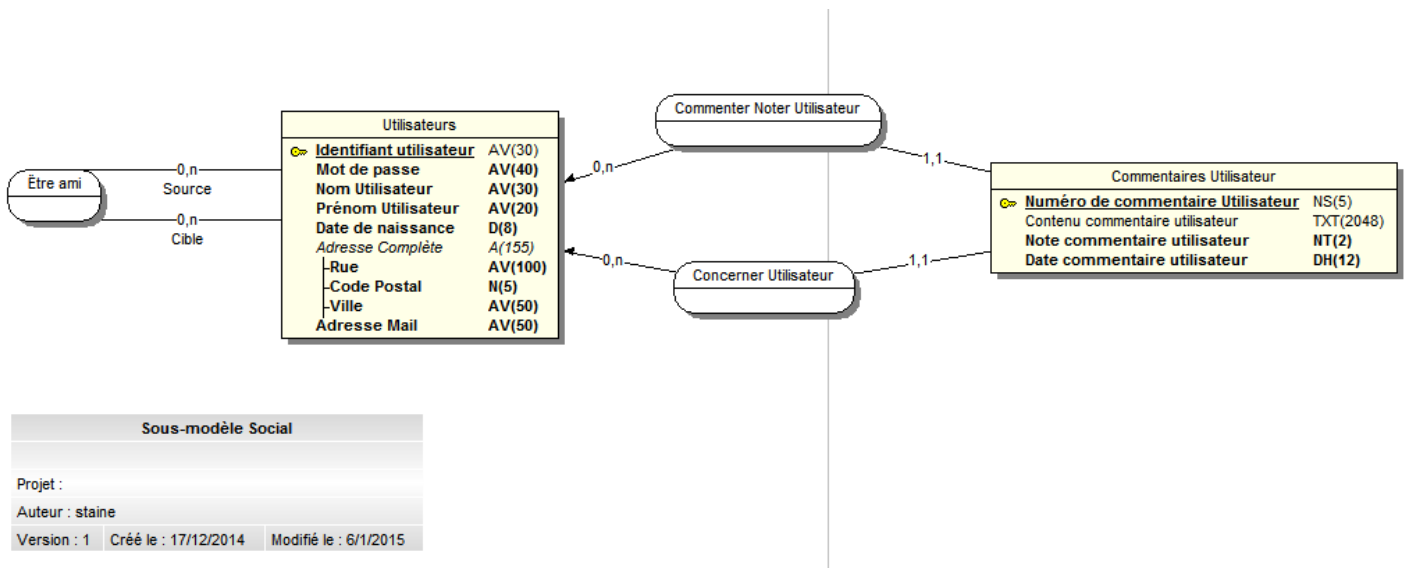 Commenter Noter Utilisateur
Utilisateurs
Identifiant utilisateur AV(30)
Mot de passe AV(40)
Nom Utilisateur AV(30)
Prénom Utilisateur AV(20)
Date de naissance D(8)
Adresse Complète A(155)
Rue AV(100)
Code Postal N(5)
Ville AV(50)
Adresse Mail AV(50)
Être ami
0,n
Source
0,n
Cible
0,n
1,1
0,n
1,1
Concerner Utilisateur
Commentaires Utilisateur
Numéro de commentaire Utilisateur NS(5)
Contenu commentaire utilisateur TXT(2048)
Note commentaire utilisateur NT(2)
Date commentaire utilisateur DH(12)
Sous-modèle Social
Projet :
Auteur : staine
Version : 1 Créé le : 17/12/2014 Modifié le : 6/1/2015